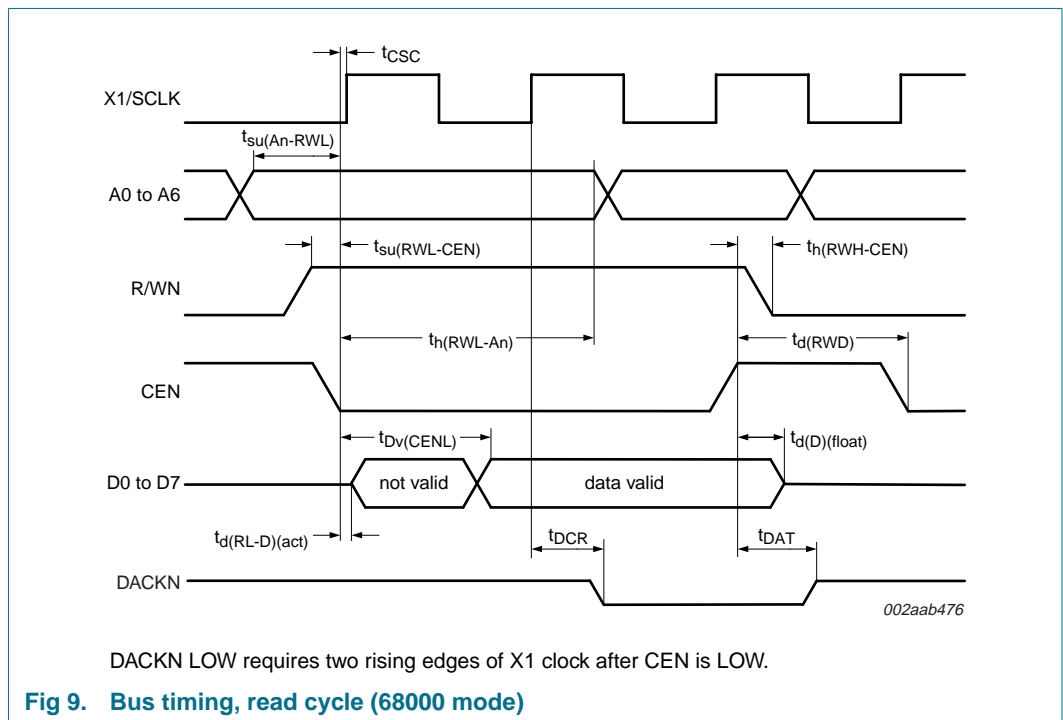 tCSC
X1/SCLK
tsu(An-RWL)
A0 to A6
tsu(RWL-CEN)
th(RWH-CEN)
R/WN
th(RWL-An)
td(RWD)
CEN
tDv(CENL)
td(D)(float)
D0 to D7
not valid
data valid
td(RL-D)(act)
tDCR
tDAT
DACKN
002aab476
DACKN LOW requires two rising edges of X1 clock after CEN is LOW.
Fig 9. Bus timing, read cycle (68000 mode)